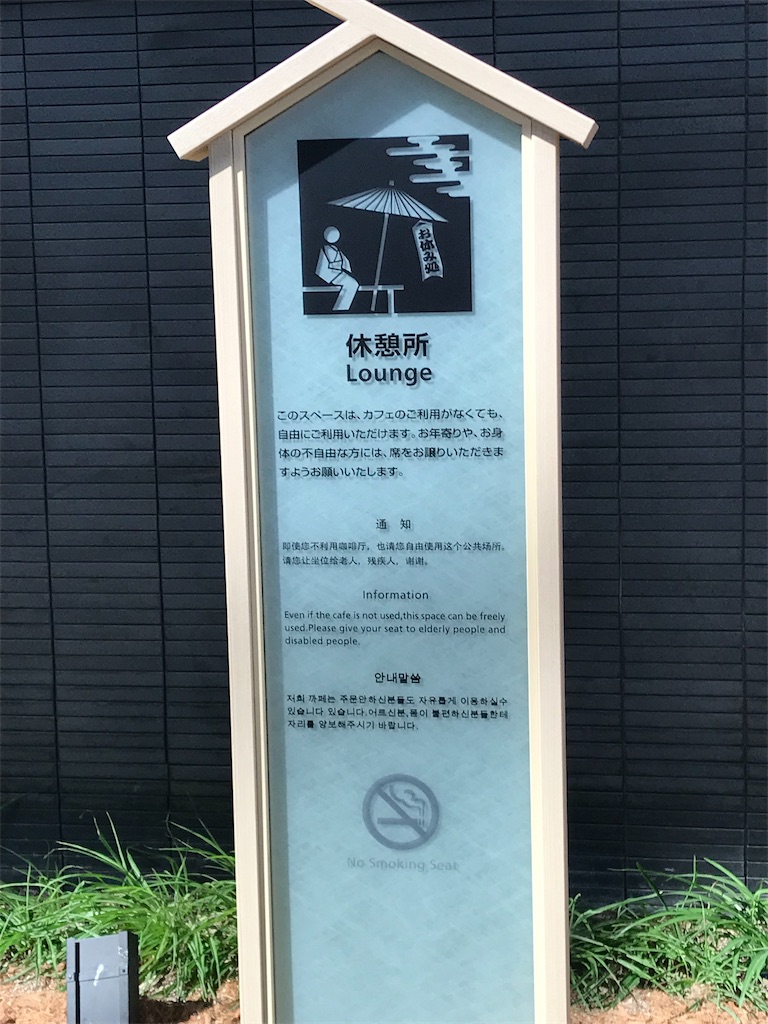 お休み処
休憩所
Lounge
このスペースは、カフェのご利用がなくても、
自由にご利用いただけます。お年寄りや、お身
体の不自由な方には、席をお譲りいただきま
すようお願いいたします。
通 知
即使您不利用咖啡厅，也请您自由使用这个公共场所。
请您让坐位给老人，残疾人，谢谢。
Information
Even if the cafe is not used,this space can be freely
used.Please give your seat to elderly people and
disabled people.
안내말씀
저희 까페는 주문안하신분들도 자유롭게 이용하실수
있습니다 있습니다.어르신분,몸이 불편하신분들한테
자리를 양보해주시기 바랍니다.
No Smoking Seat